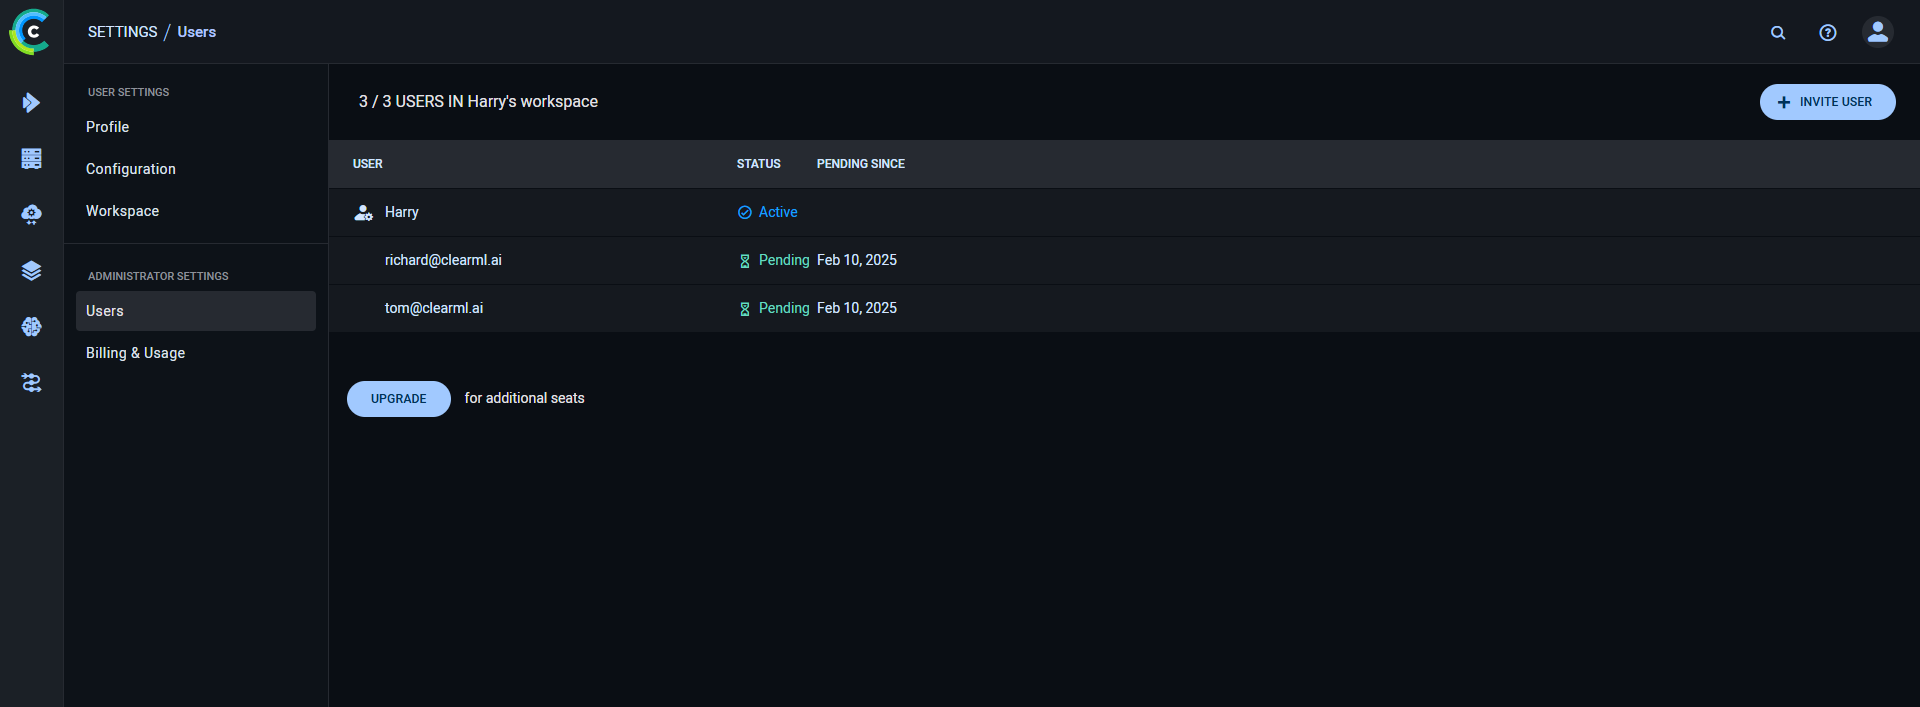 SETTINGS / Users
USER SETTINGS
Profile
Configuration
Workspace
ADMINISTRATOR SETTINGS
Users
Billing & Usage
3 / 3 USERS IN Harry's workspace
INVITE USER
USER STATUS PENDING SINCE
Harry Active
richard@clearml.ai Pending Feb 10, 2025
tom@clearml.ai Pending Feb 10, 2025
UPGRADE for additional seats